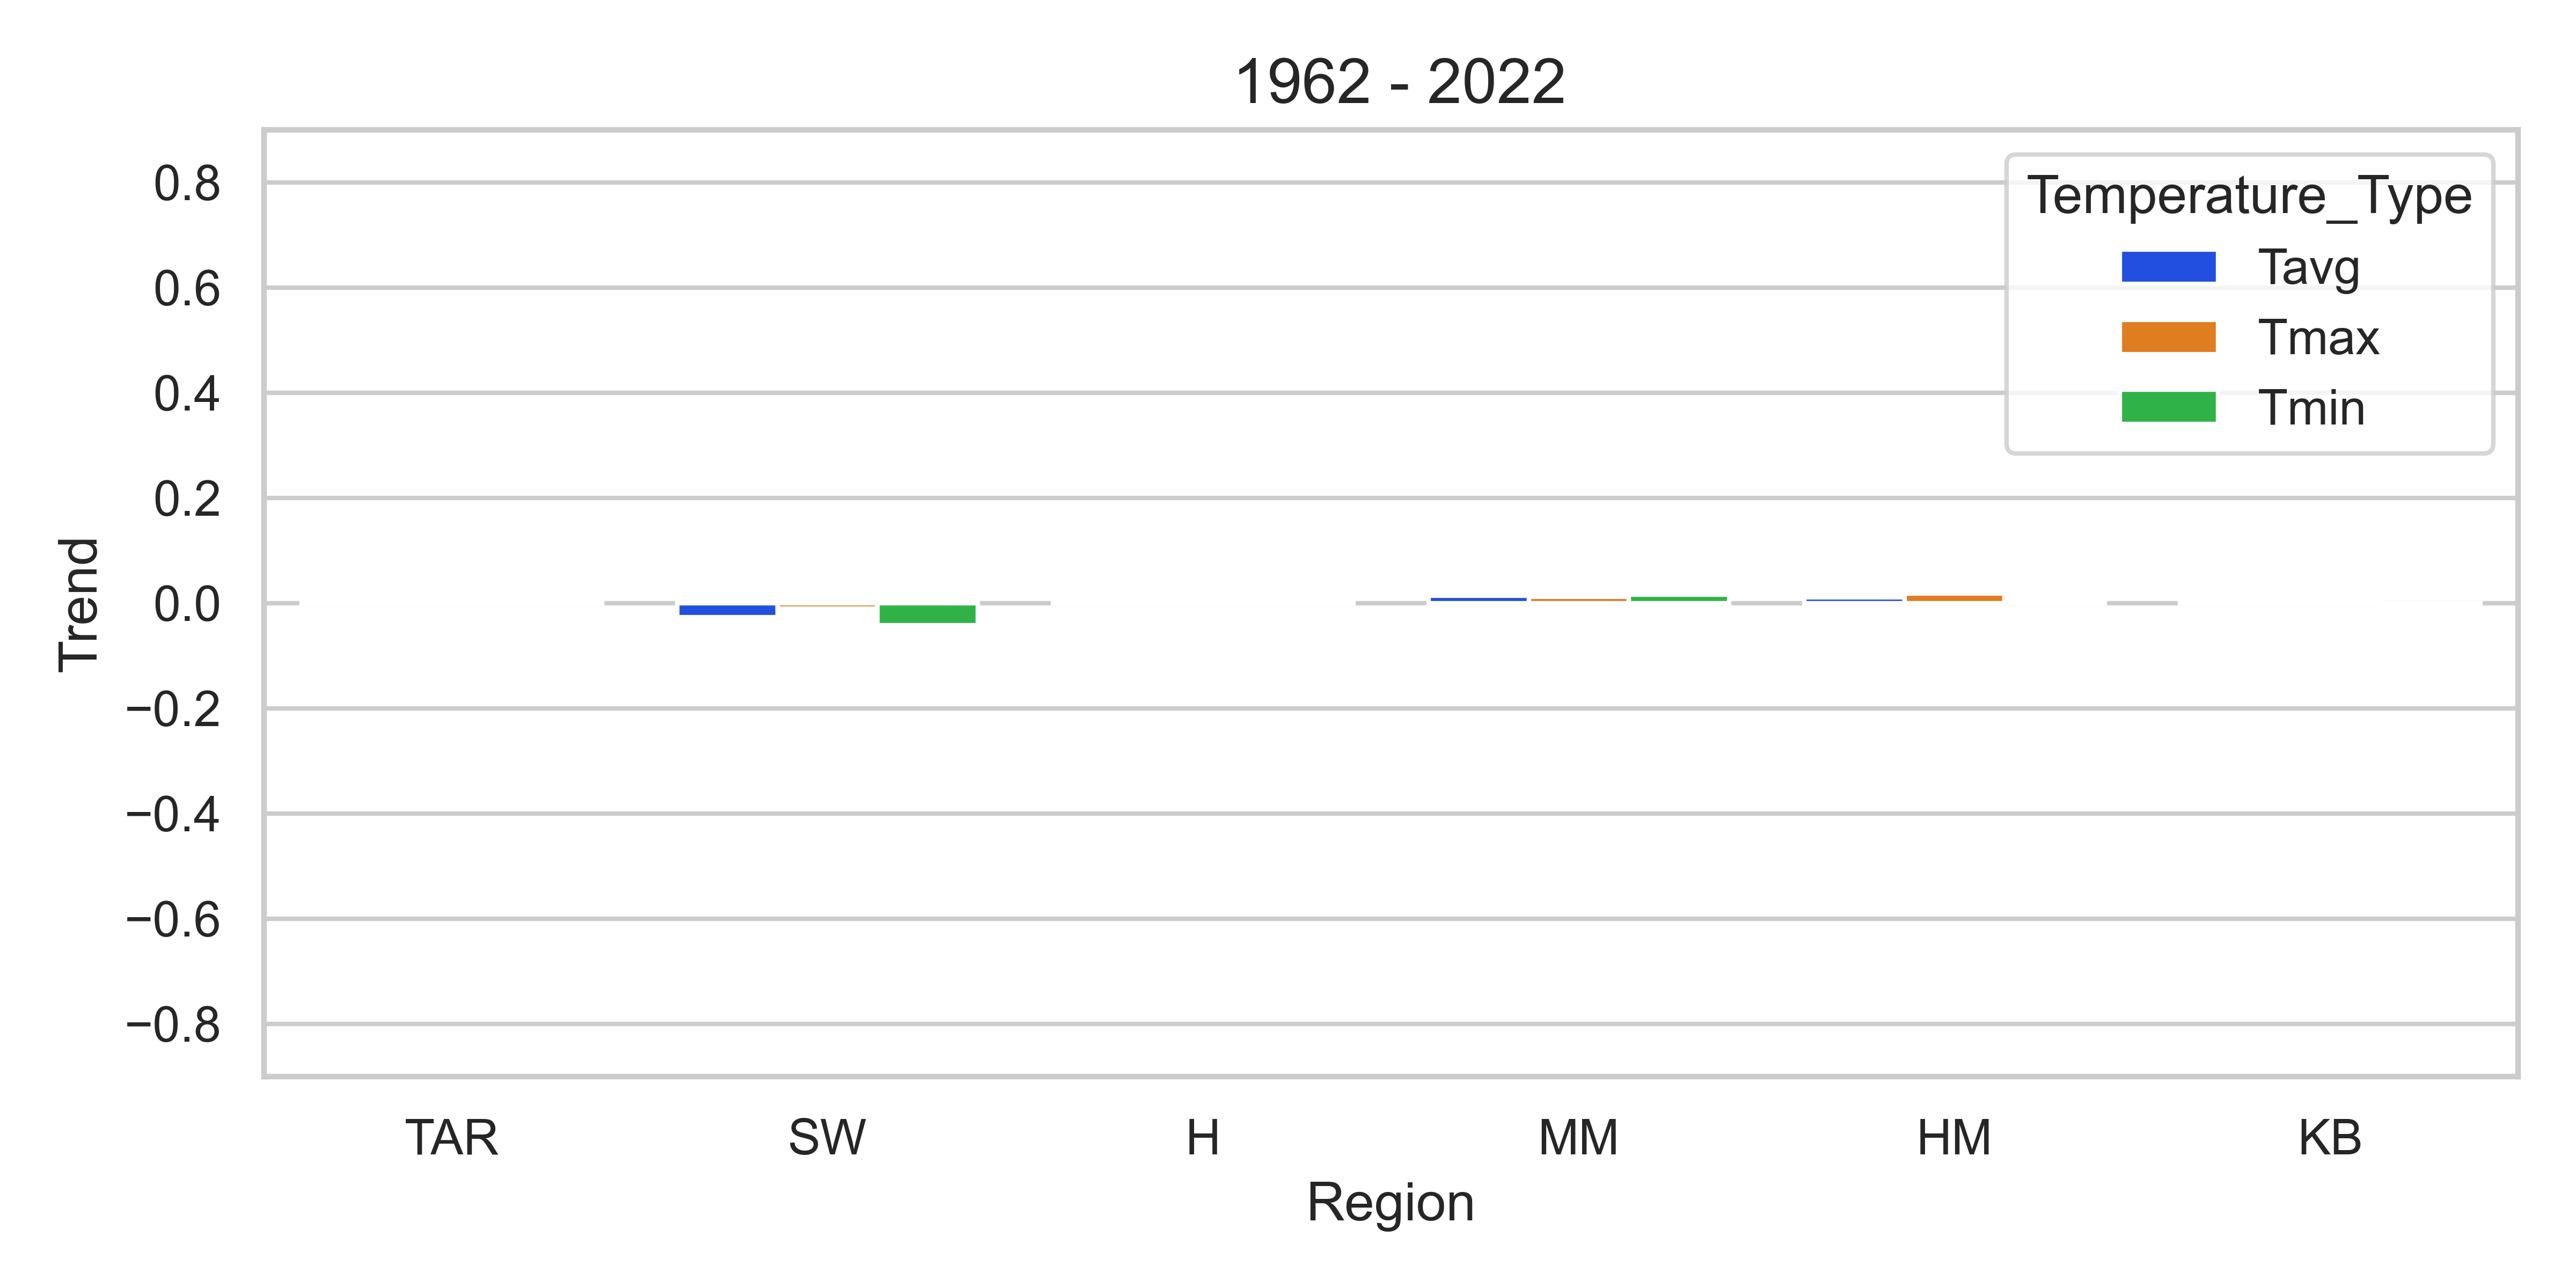 1962 - 2022
Temperature_Type
Tavg
Tmax
Tmin
0.8
0.6
0.4
0.2
0.0
−0.2
−0.4
−0.6
−0.8
Trend
TAR SW H MM HM KB
Region